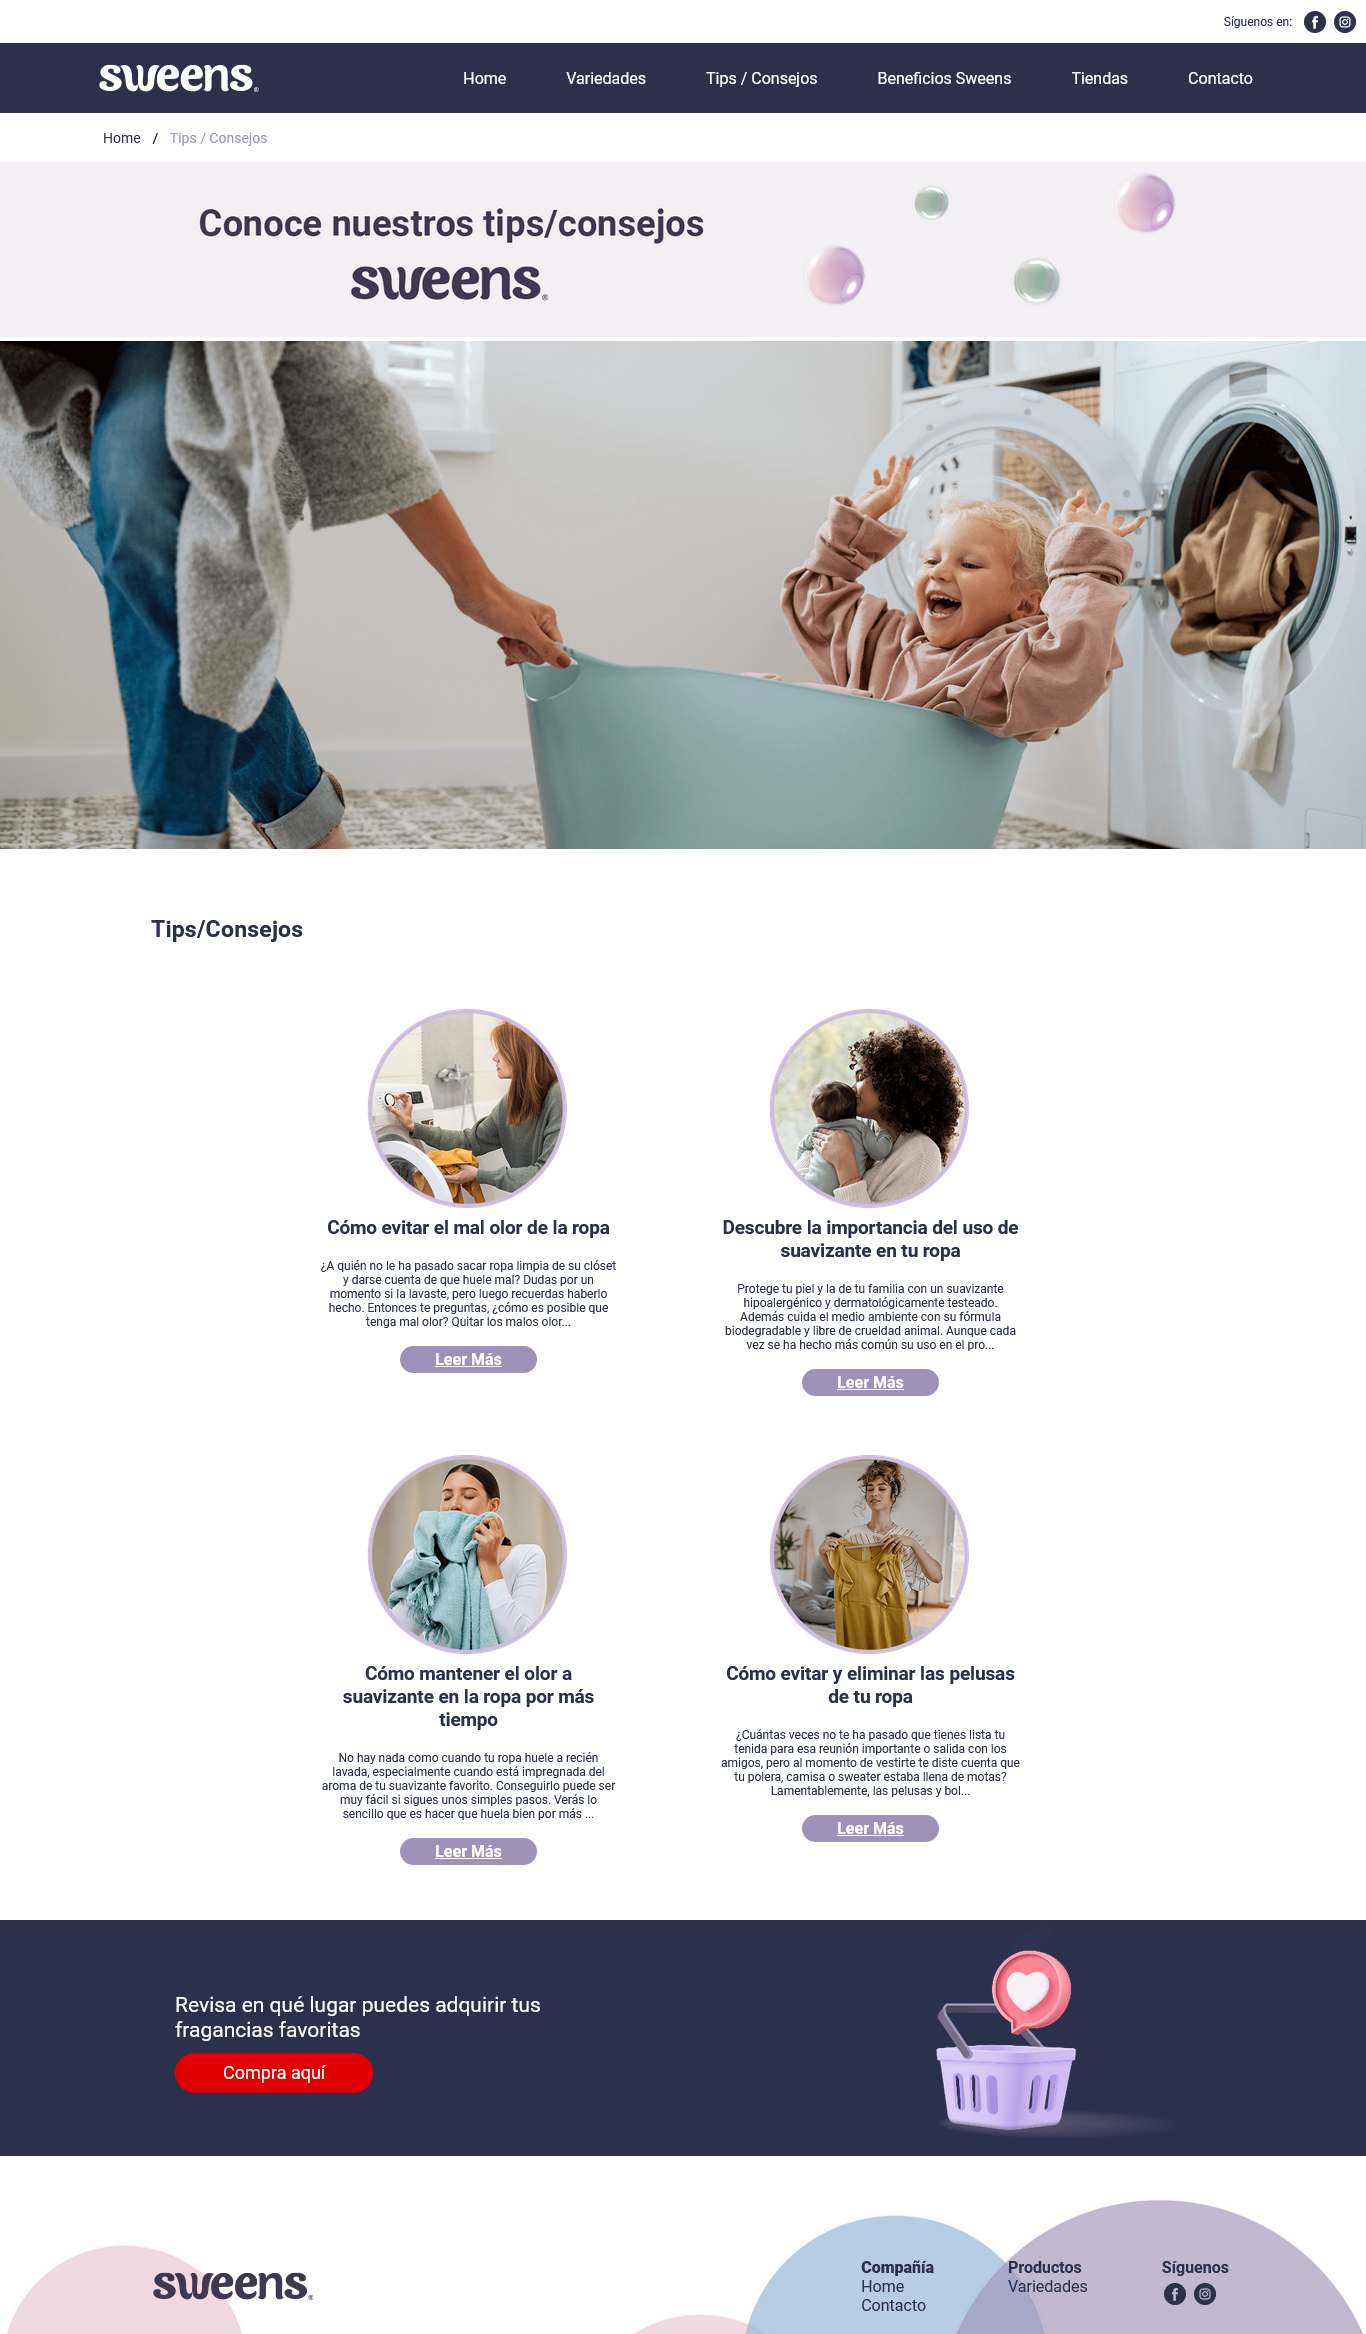 Síguenos en:
sweens®
Home
Variedades
Tips / Consejos
Beneficios Sweens
Tiendas
Contacto
Home / Tips / Consejos
Conoce nuestros tips/consejos
sweens®
Tips/Consejos
Cómo evitar el mal olor de la ropa
¿A quién no le ha pasado sacar ropa limpia de su clóset
y darse cuenta de que huele mal? Dudas por un
momento si la lavaste, pero luego recuerdas haberlo
hecho. Entonces te preguntas, ¿cómo es posible que
tenga mal olor? Quitar los malos olor...
Leer Más
Descubre la importancia del uso de
suavizante en tu ropa
Protege tu piel y la de tu familia con un suavizante
hipoalergénico y dermatológicamente testeado.
Además cuida el medio ambiente con su fórmula
biodegradable y libre de crueldad animal. Aunque cada
vez se ha hecho más común su uso en el pro...
Leer Más
Cómo mantener el olor a
suavizante en la ropa por más
tiempo
No hay nada como cuando tu ropa huele a recién
lavada, especialmente cuando está impregnada del
aroma de tu suavizante favorito. Conseguirlo puede ser
muy fácil si sigues unos simples pasos. Verás lo
sencillo que es hacer que huela bien por más ...
Leer Más
Cómo evitar y eliminar las pelusas
de tu ropa
¿Cuántas veces no te ha pasado que tienes lista tu
tenida para esa reunión importante o salida con los
amigos, pero al momento de vestirte te diste cuenta que
tu polera, camisa o sweater estaba llena de motas?
Lamentablemente, las pelusas y bol...
Leer Más
Revisa en qué lugar puedes adquirir tus
fragancias favoritas
Compra aquí
sweens®
Compañía
Home
Contacto
Productos
Variedades
Síguenos